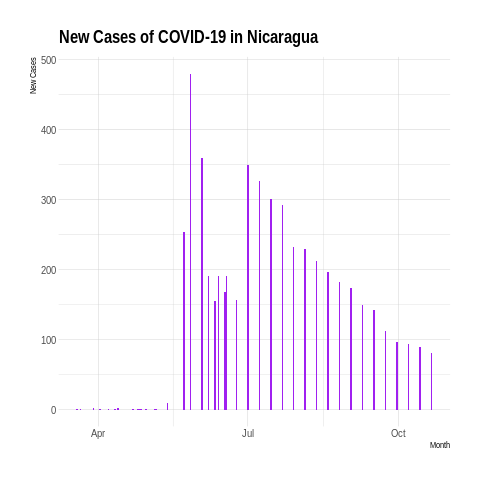 New Cases of COVID-19 in Nicaragua
New Cases
500
400
300
200
100
0
Apr
Jul
Oct
Month